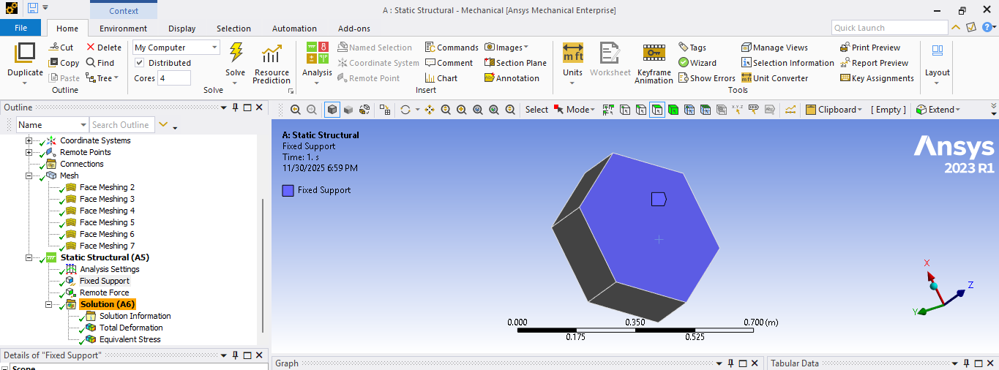 Context
A : Static Structural - Mechanical [Ansys Mechanical Enterprise]
File Home Environment Display Selection Automation Add-ons
Quick Launch
Duplicate
Cut
Copy
Paste
Delete
Find
Tree
Outline
My Computer
Distributed
Cores 4
Solve
Resource Prediction
Solve
Analysis
Named Selection
Coordinate System
Remote Point
Commands
Comment
Chart
Images
Section Plane
Annotation
Insert
Units
Worksheet
Keyframe Animation
Tags
Wizard
Show Errors
Manage Views
Selection Information
Unit Converter
Print Preview
Report Preview
Key Assignments
Tools
Layout
Outline
Name Search Outline
Select Mode Clipboard [ Empty ] Extend
Coordinate Systems
Remote Points
Connections
Mesh
Face Meshing 2
Face Meshing 3
Face Meshing 4
Face Meshing 5
Face Meshing 6
Face Meshing 7
Static Structural (A5)
Analysis Settings
Fixed Support
Remote Force
Solution (A6)
Solution Information
Total Deformation
Equivalent Stress
Details of "Fixed Support"
Scope
A: Static Structural
Fixed Support
Time: 1. s
11/30/2025 6:59 PM
Fixed Support
Ansys
2023 R1
X
Y
Z
0.000 0.350 0.700 (m)
0.175 0.525
Graph
Tabular Data